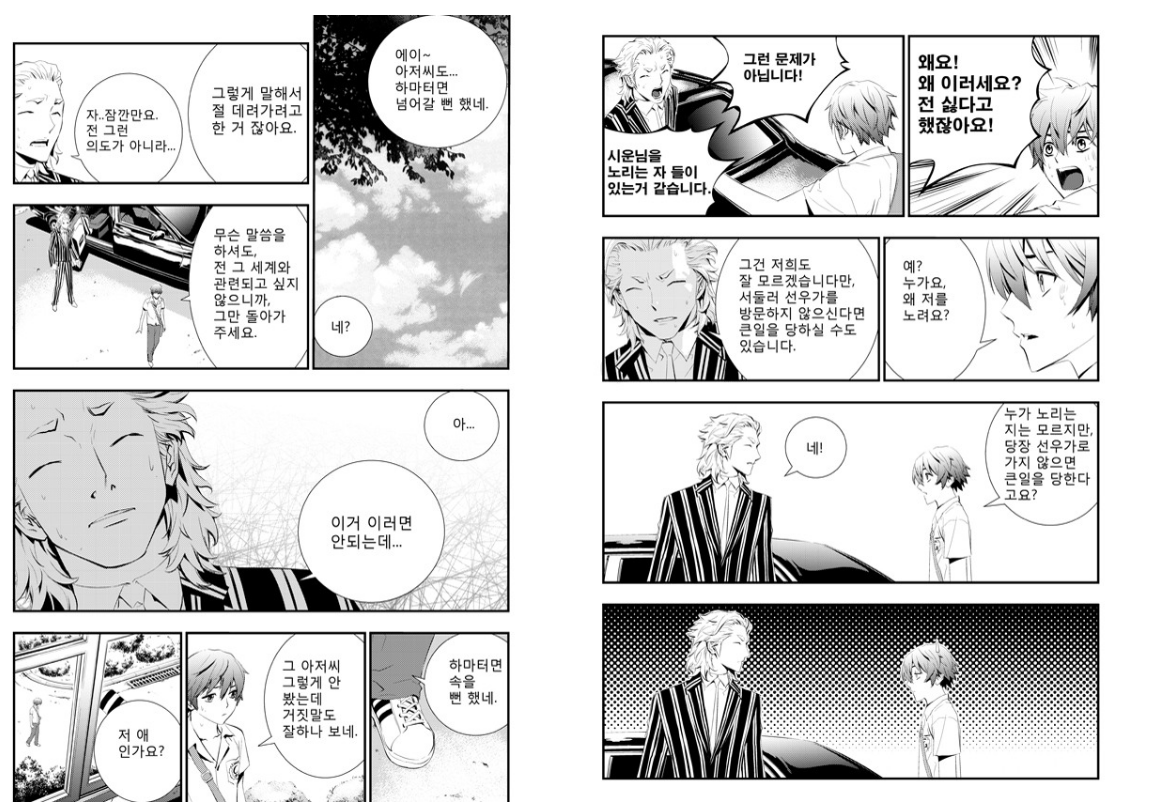 왜요!
왜 이러세요?
전 싫다고
했잖아요!
그런 문제가
아닙니다!
시운님을
노리는 자 들이
있는거 같습니다.
예?
누가요,
왜 저를
노려요?
그건 저희도
잘 모르겠습니다만,
서둘러 선우가를
방문하지 않으신다면
큰일을 당하실 수도
있습니다.
누가 노리는
지는 모르지만,
당장 선우가로
가지 않으면
큰일을 당한다
고요?
네!
에이~
아저씨도...
하마터면
넘어갈 뻔 했네.
네?
그렇게 말해서
절 데려가려고
한 거 잖아요.
자..잠깐만요.
전 그런
의도가 아니라...
무슨 말씀을
하셔도,
전 그 세계와
관련되고 싶지
않으니까,
그만 돌아가
주세요.
아...
이거 이러면
안되는데...
하마터면
속을
뻔 했네.
그 아저씨
그렇게 안
봤는데
거짓말도
잘하나 보네.
저 애
인가요?